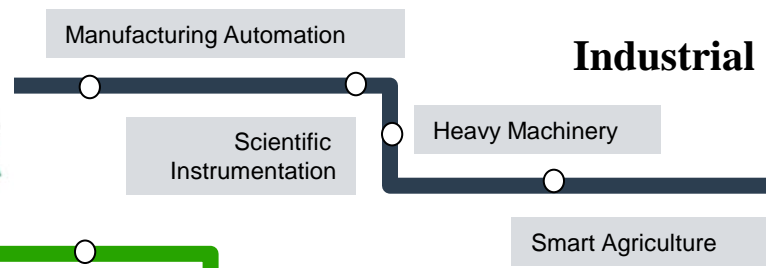 Manufacturing Automation
Industrial
Scientific
Instrumentation
Heavy Machinery
Smart Agriculture